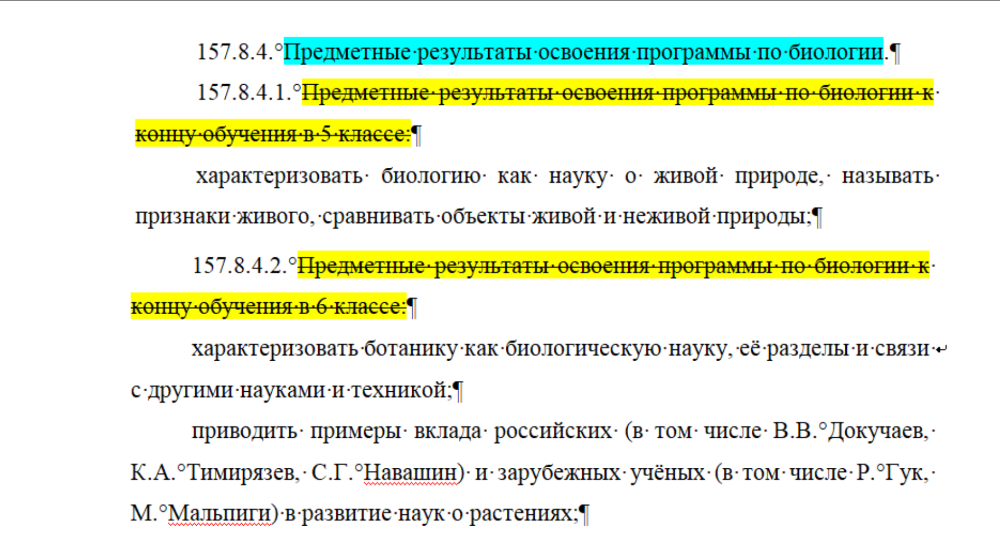 157.8.4. Предметные результаты освоения программы по биологии.
157.8.4.1. Предметные результаты освоения программы по биологии к
концу обучения в 5 классе:
характеризовать биологию как науку о живой природе, называть
признаки живого, сравнивать объекты живой и неживой природы;
157.8.4.2. Предметные результаты освоения программы по биологии к
концу обучения в 6 классе:
характеризовать ботанику как биологическую науку, её разделы и связи
с другими науками и техникой;
приводить примеры вклада российских (в том числе В.В. Докучаев,
К.А. Тимирязев, С.Г. Навашин) и зарубежных учёных (в том числе Р. Гук,
М. Мальпиги) в развитие наук о растениях;